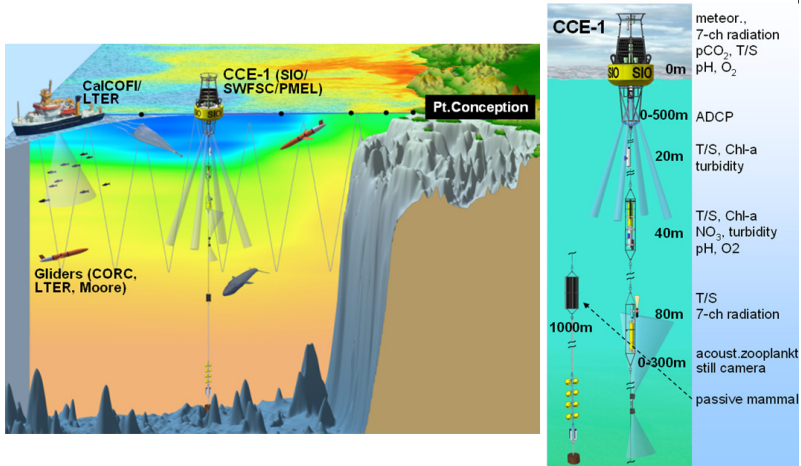 CalCOFI/
LTER
CCE-1 (SIO/
SWFSC/PMEL)
Pt.Conception
SIO
Gliders (CORC,
LTER, Moore)
CCE-1
SIO SIO
0m
meteor.,
7-ch radiation
pCO2, T/S
pH, O2
0-500m
ADCP
20m
T/S, Chl-a
turbidity
40m
T/S, Chl-a
NO3, turbidity
pH, O2
80m
T/S
7-ch radiation
1000m
0-300m
acoust.zooplankt
still camera
passive mammal